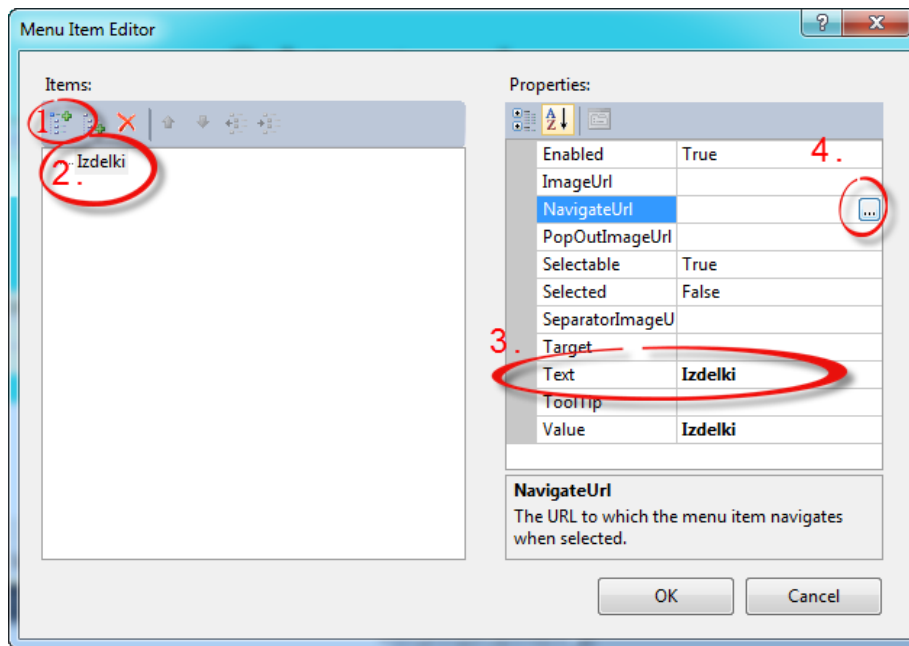 Menu Item Editor
Items:
1
2.
Izdelki
Properties:
4.
Enabled True
ImageUrl
NavigateUrl ...
PopOutImageUrl
Selectable True
Selected False
SeparatorImageU
3.
Target
Text Izdelki
ToolTip
Value Izdelki
NavigateUrl
The URL to which the menu item navigates
when selected.
OK Cancel